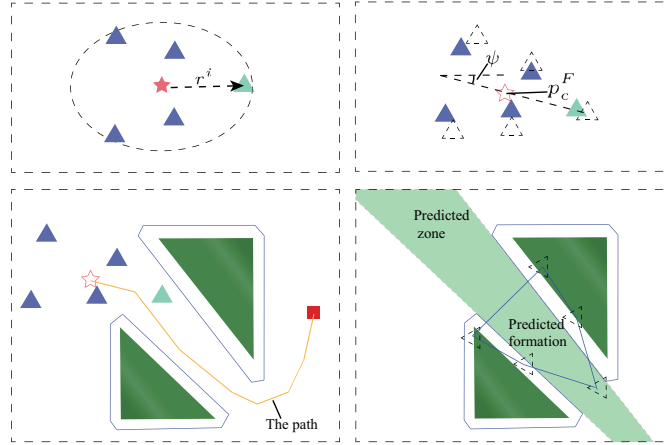 r^i
ψ
p_c^F
The path
Predicted
zone
Predicted
formation